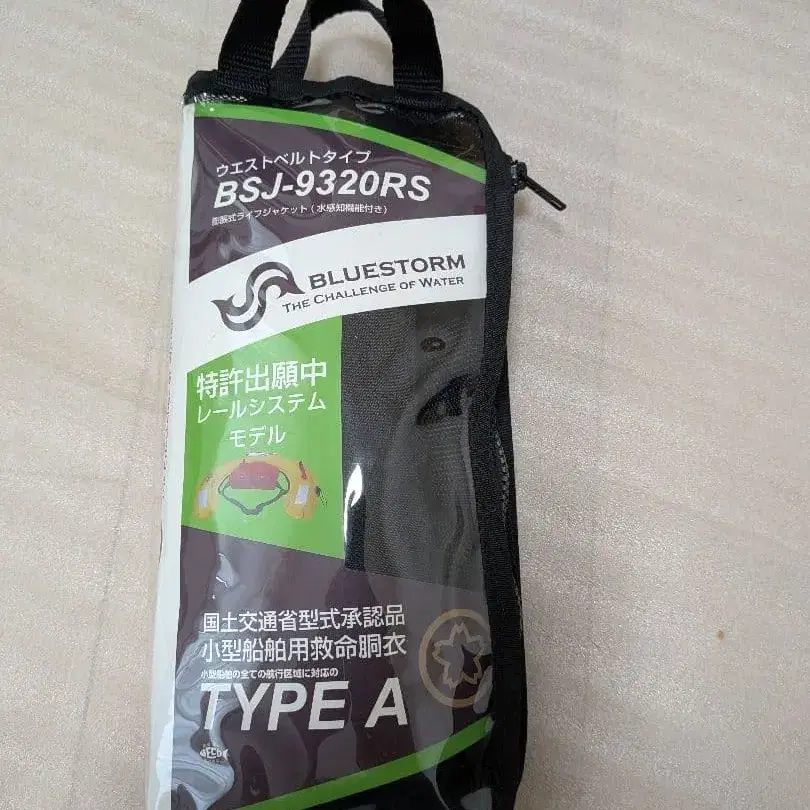 ウエストベルトタイプ
BSJ-9320RS
膨脹式ライフジャケット(水感知機能付き)
BLUESTORM
THE CHALLENGE OF WATER
特許出願中
レールシステム
モデル
国土交通省型式承認品
小型船舶用救命胴衣
小型船舶の全ての航行区域に対応の
TYPE A